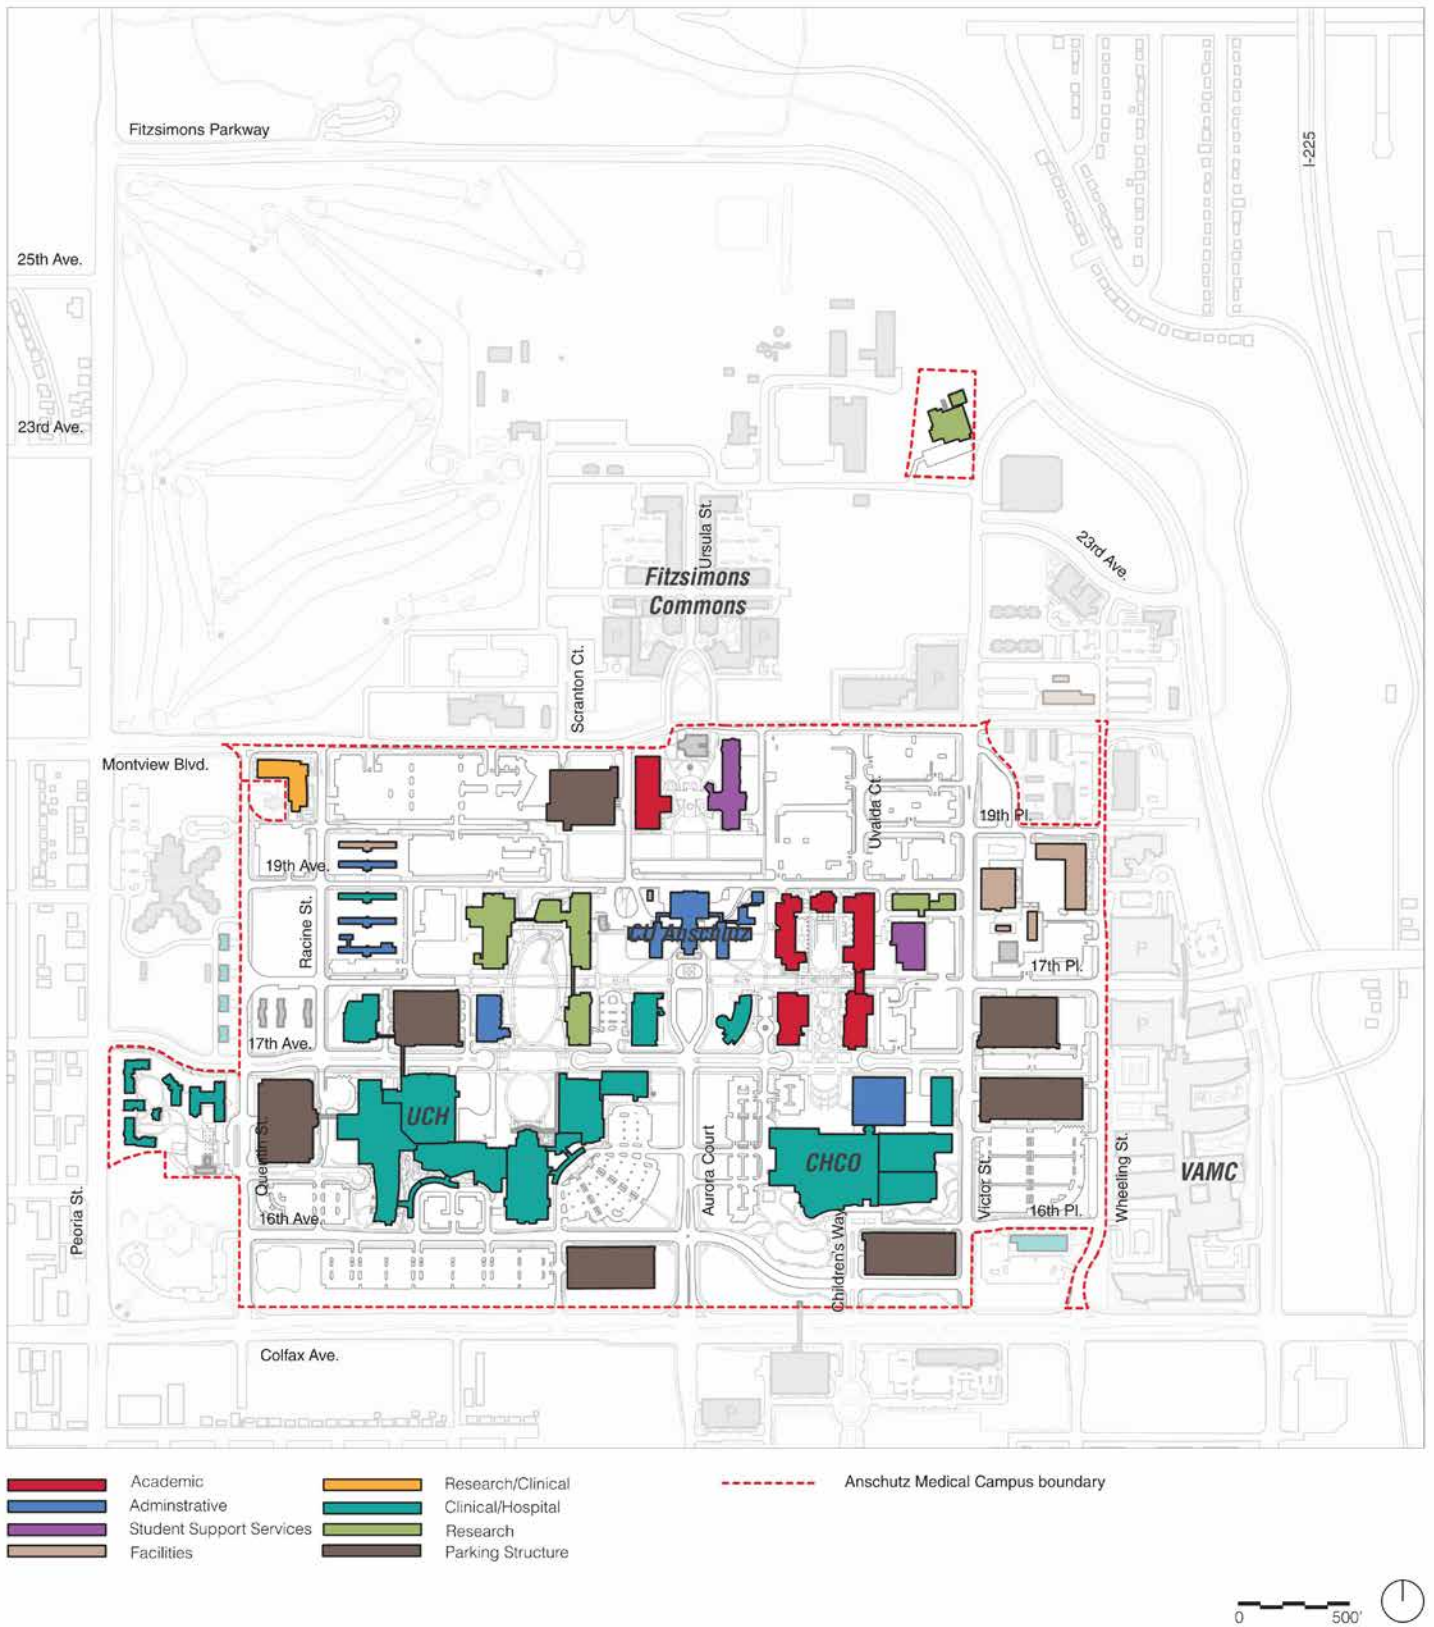 Fitzsimons Parkway
I-225
25th Ave.
23rd Ave.
Ursula St.
23rd Ave.
Fitzsimons
Commons
P
P
P
Scranton Ct.
Montview Blvd.
Uvalda Ct.
19th Pl.
19th Ave.
Racine St.
CU Anschutz
P
17th Pl.
17th Ave.
P
Quentin St.
UCH
Aurora Court
CHCO
Victor St.
Wheeling St.
VAMC
Peoria St.
16th Ave.
Children's Way
16th Pl.
Colfax Ave.
P
Academic
Adminstrative
Student Support Services
Facilities
Research/Clinical
Clinical/Hospital
Research
Parking Structure
Anschutz Medical Campus boundary
0 500'